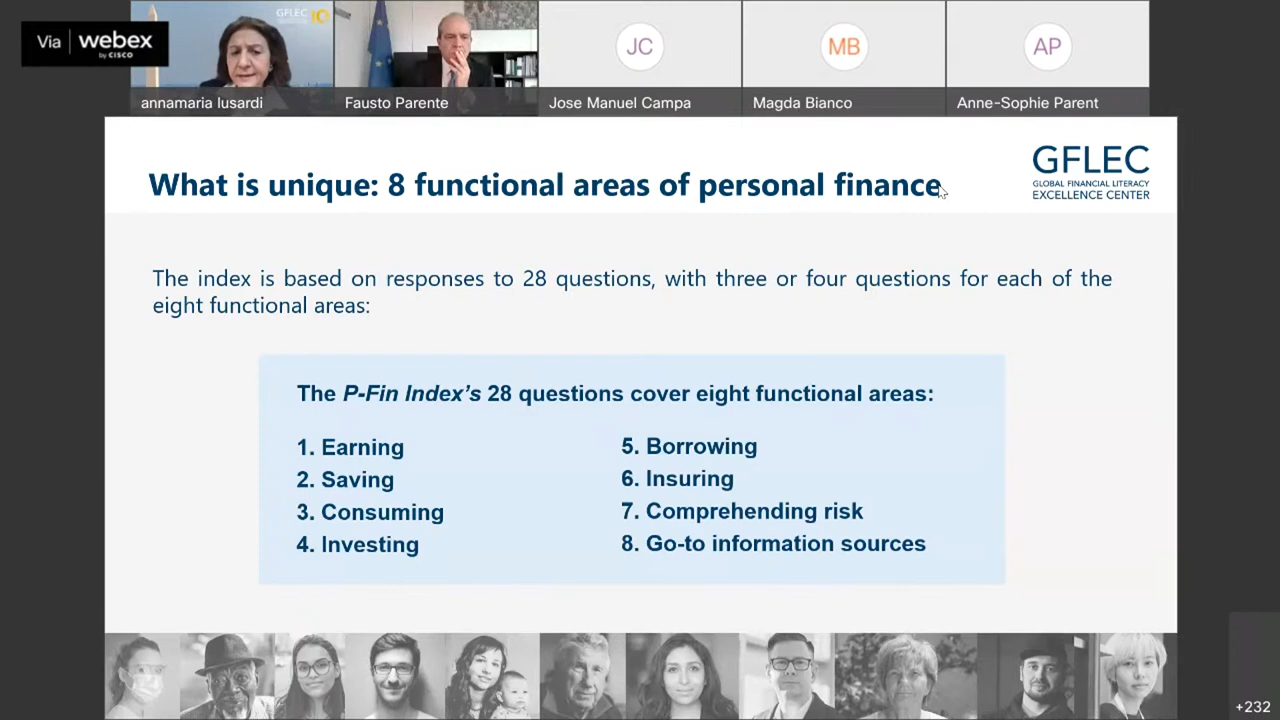 Via | webex
by CISCO
GFLEC 10
annamaria lusardi
Fausto Parente
JC
Jose Manuel Campa
MB
Magda Bianco
AP
Anne-Sophie Parent
What is unique: 8 functional areas of personal finance
GFLEC
GLOBAL FINANCIAL LITERACY
EXCELLENCE CENTER
The index is based on responses to 28 questions, with three or four questions for each of the
eight functional areas:
The P-Fin Index's 28 questions cover eight functional areas:
1. Earning
2. Saving
3. Consuming
4. Investing
5. Borrowing
6. Insuring
7. Comprehending risk
8. Go-to information sources
+232